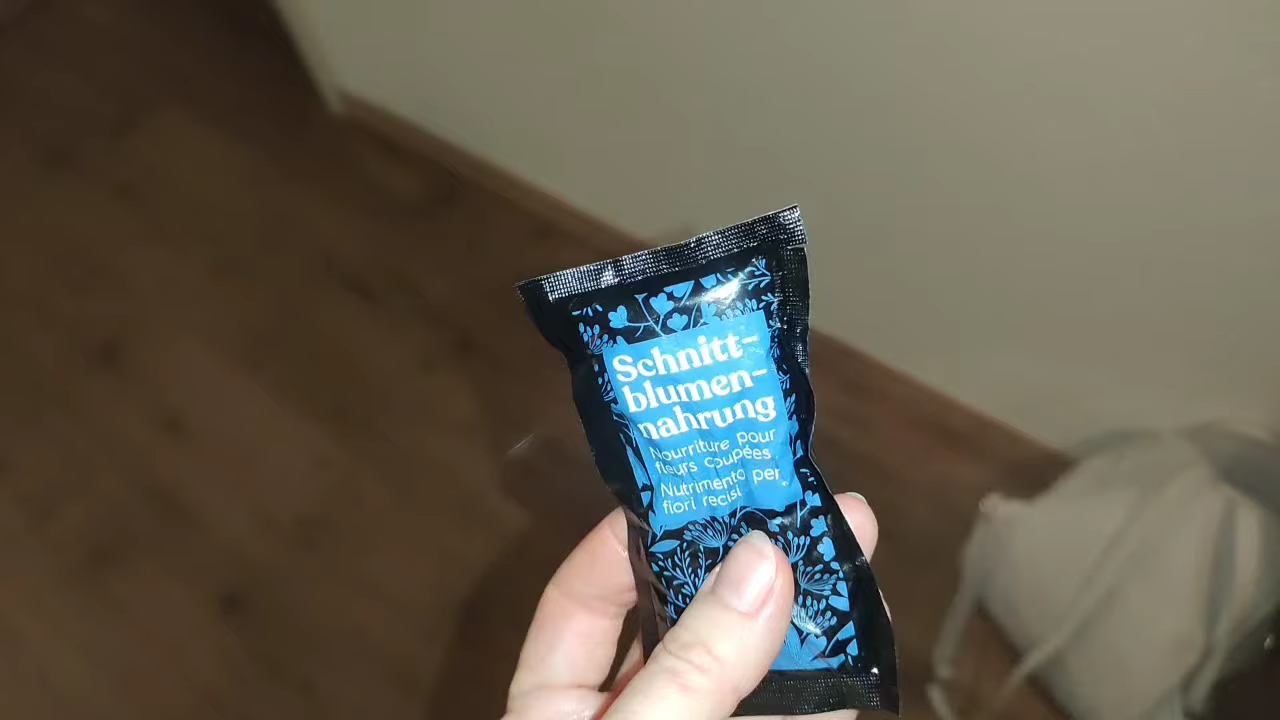 Schnitt-
blumen-
nahrung
Nourriture pour
fleurs coupées
Nutrimento per
fiori recisi